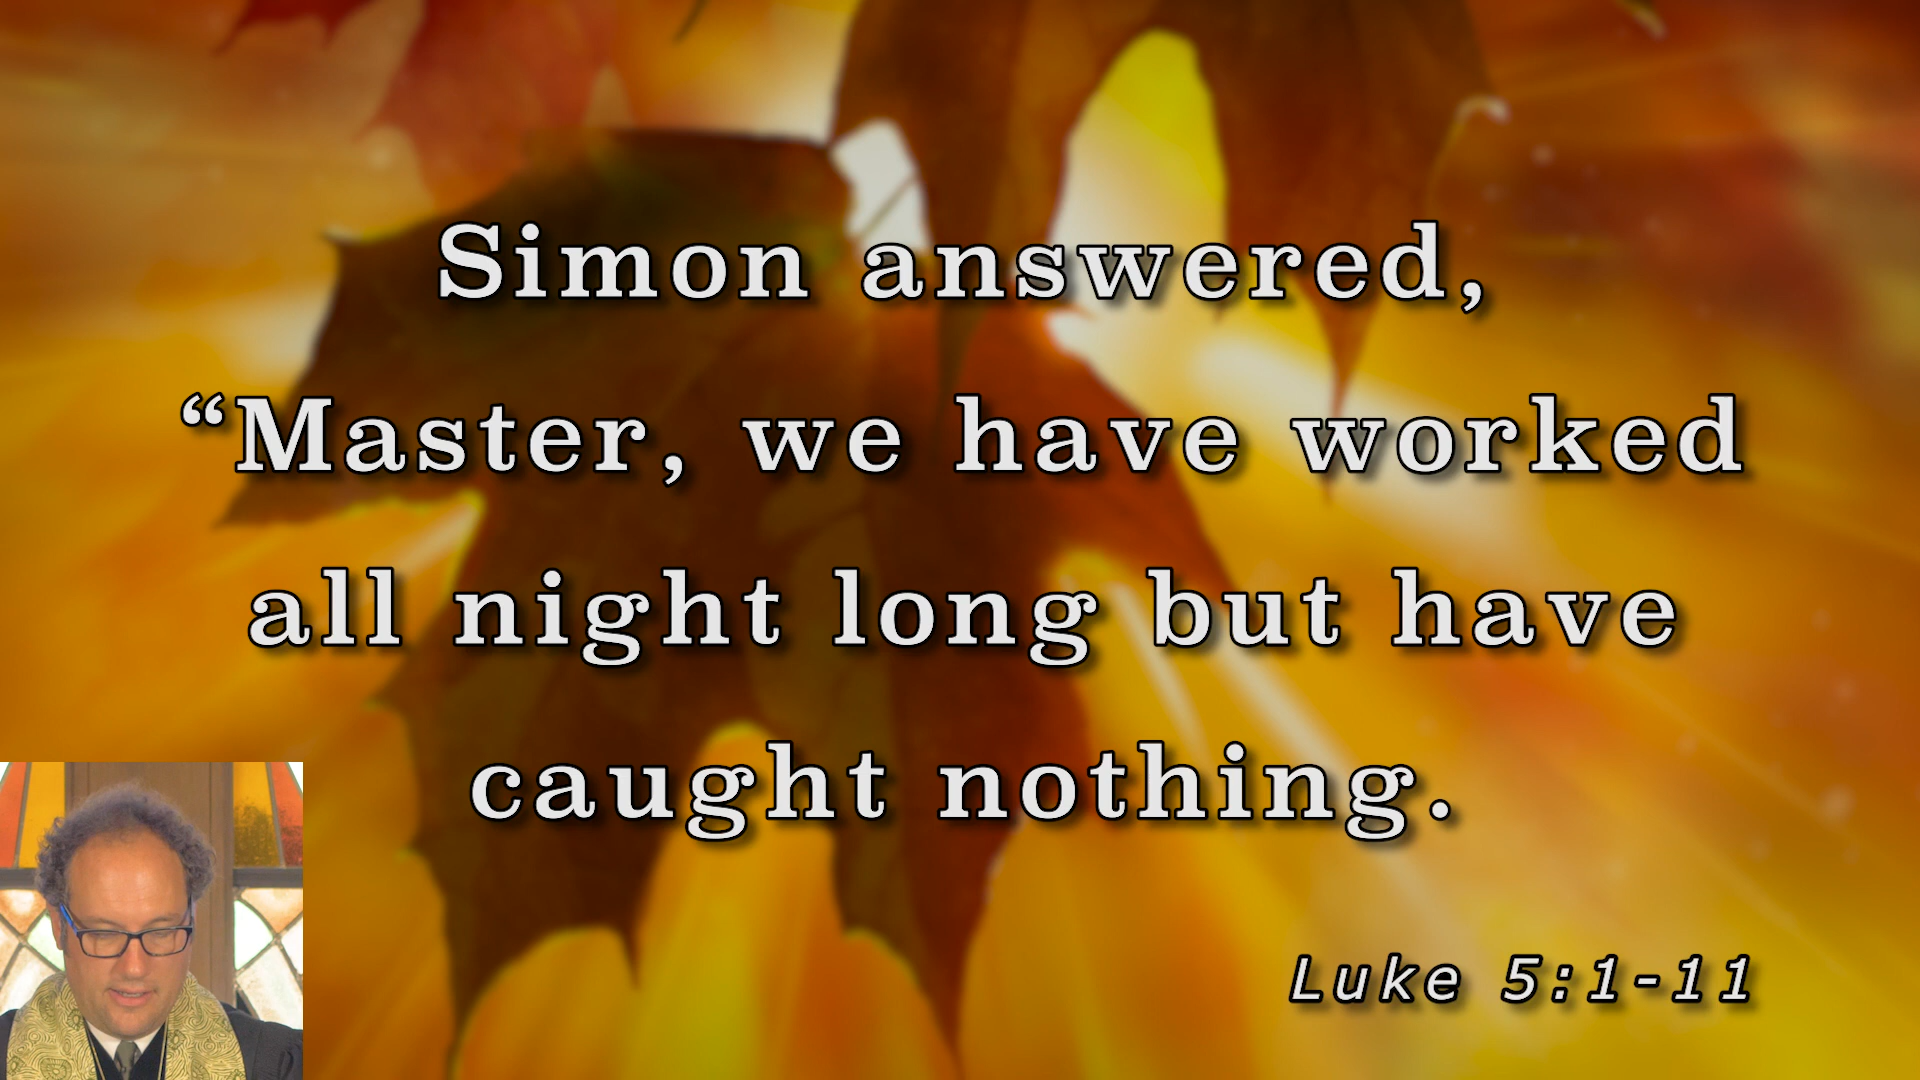 Simon answered,
“Master, we have worked
all night long but have
caught nothing.
Luke 5:1-11